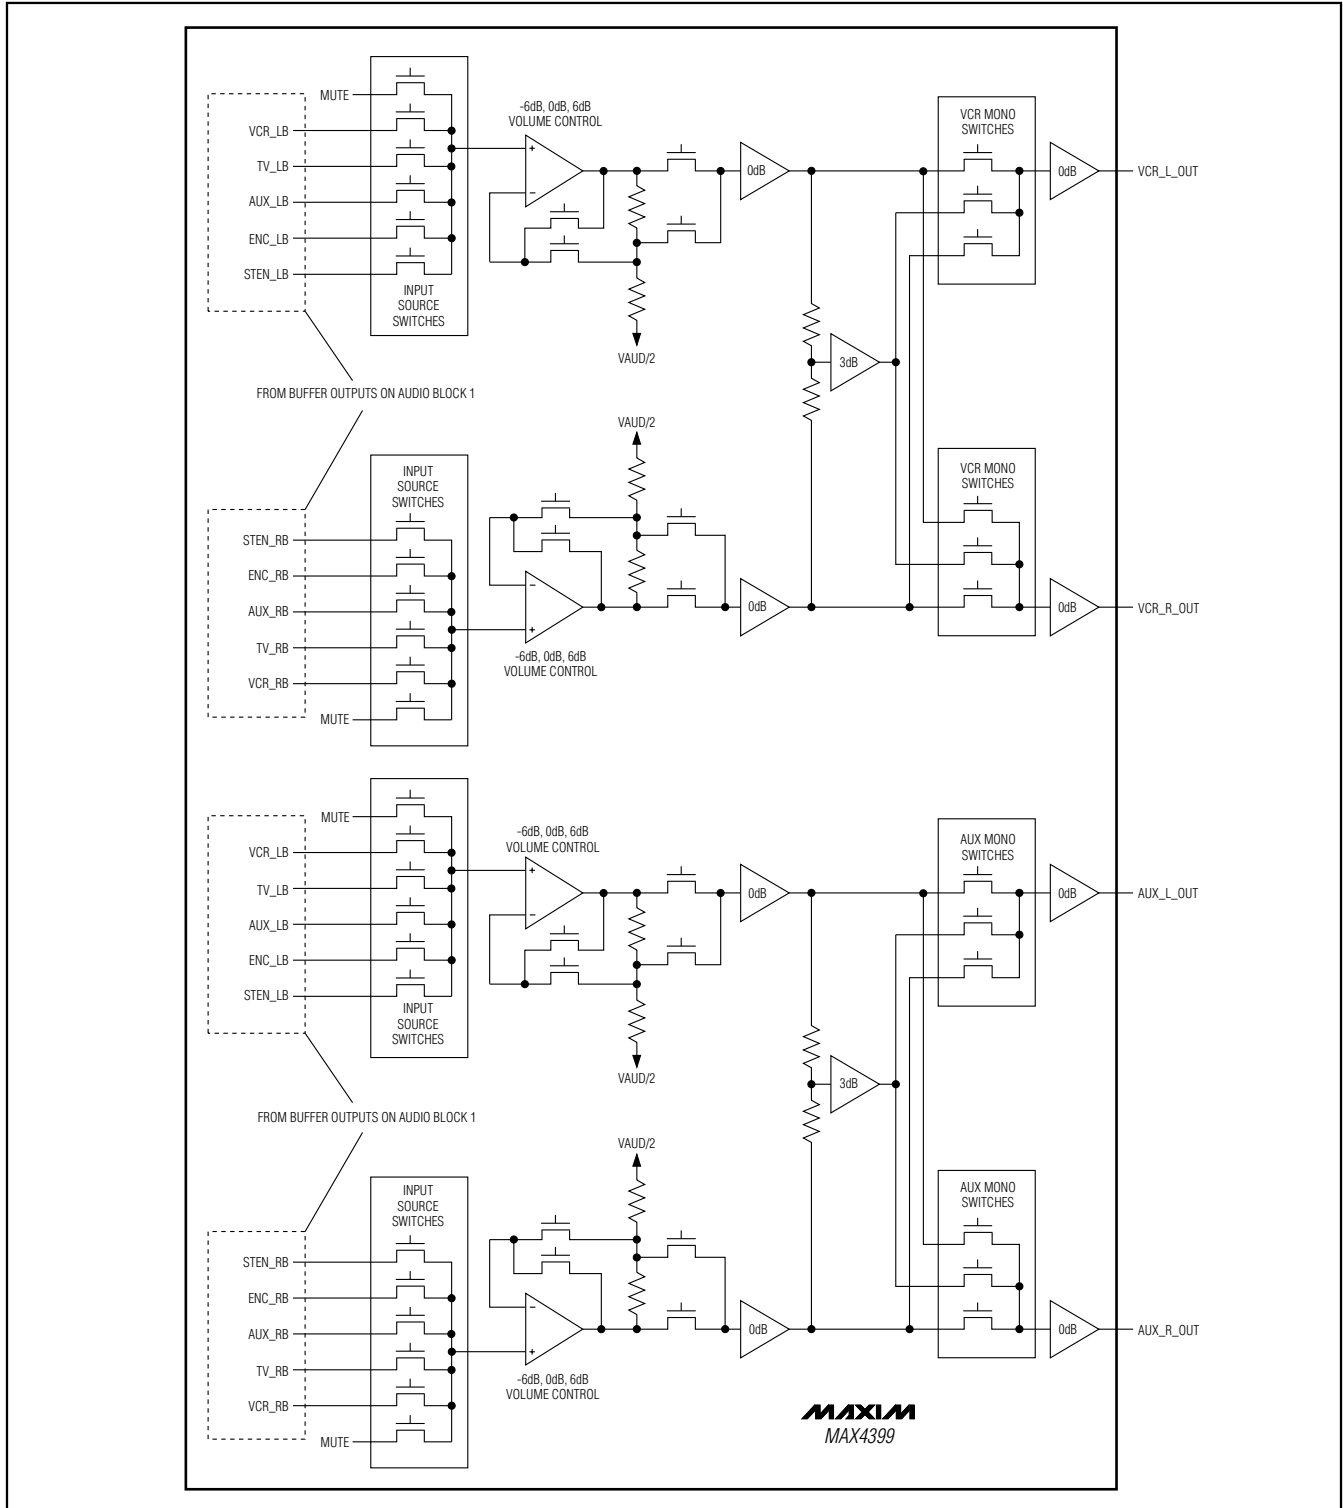 MUTE
VCR_LB
TV_LB
AUX_LB
ENC_LB
STEN_LB
INPUT
SOURCE
SWITCHES
-6dB, 0dB, 6dB
VOLUME CONTROL
VAUD/2
0dB
3dB
VCR MONO
SWITCHES
0dB
VCR_L_OUT
FROM BUFFER OUTPUTS ON AUDIO BLOCK 1
INPUT
SOURCE
SWITCHES
STEN_RB
ENC_RB
AUX_RB
TV_RB
VCR_RB
MUTE
VAUD/2
-6dB, 0dB, 6dB
VOLUME CONTROL
0dB
VCR MONO
SWITCHES
0dB
VCR_R_OUT
MUTE
VCR_LB
TV_LB
AUX_LB
ENC_LB
STEN_LB
INPUT
SOURCE
SWITCHES
-6dB, 0dB, 6dB
VOLUME CONTROL
VAUD/2
0dB
3dB
AUX MONO
SWITCHES
0dB
AUX_L_OUT
FROM BUFFER OUTPUTS ON AUDIO BLOCK 1
INPUT
SOURCE
SWITCHES
STEN_RB
ENC_RB
AUX_RB
TV_RB
VCR_RB
MUTE
VAUD/2
-6dB, 0dB, 6dB
VOLUME CONTROL
0dB
AUX MONO
SWITCHES
0dB
AUX_R_OUT
MAXIM
MAX4399